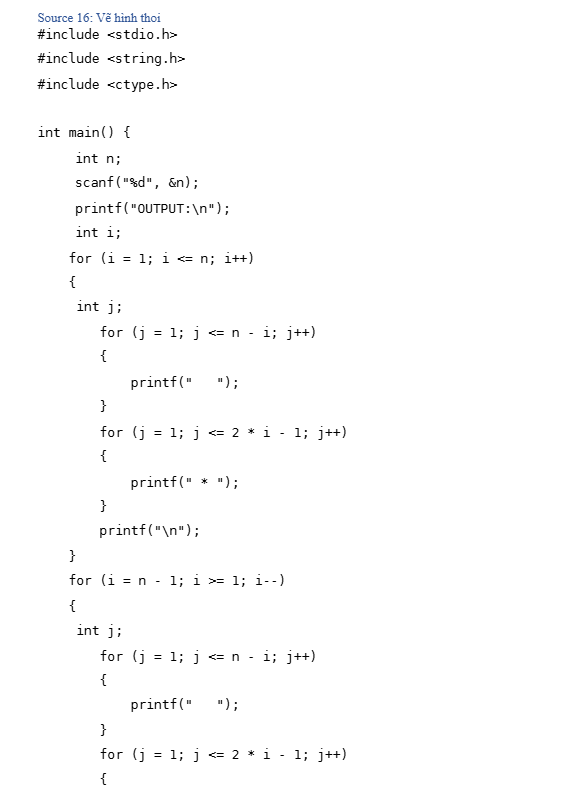 Source 16: Vẽ hình thoi
#include <stdio.h>
#include <string.h>
#include <ctype.h>
int main() {
int n;
scanf("%d", &n);
printf("OUTPUT:\n");
int i;
for (i = 1; i <= n; i++)
{
int j;
for (j = 1; j <= n - i; j++)
{
printf("   ");
}
for (j = 1; j <= 2 * i - 1; j++)
{
printf(" * ");
}
printf("\n");
}
for (i = n - 1; i >= 1; i--)
{
int j;
for (j = 1; j <= n - i; j++)
{
printf("   ");
}
for (j = 1; j <= 2 * i - 1; j++)
{